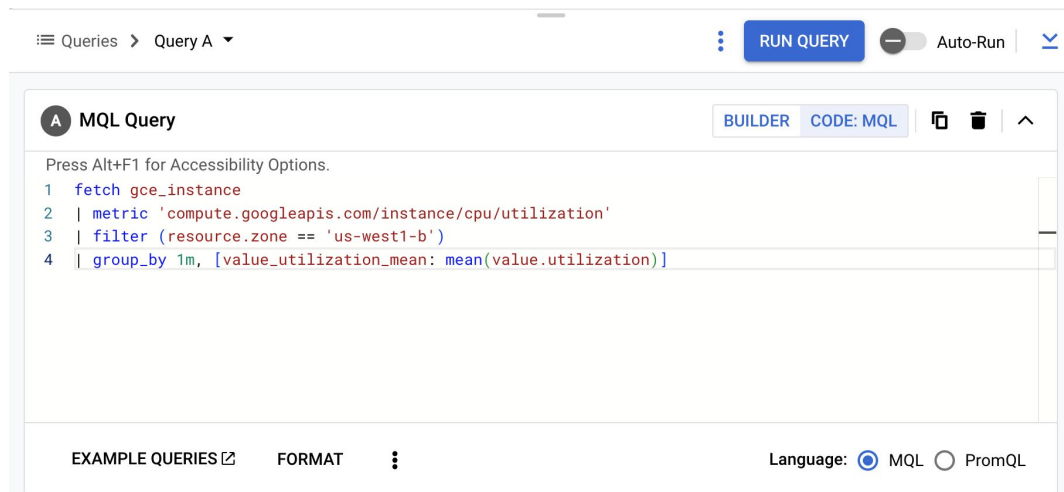 Queries > Query A
RUN QUERY
Auto-Run
A
MQL Query
BUILDER
CODE: MQL
Press Alt+F1 for Accessibility Options.
1 fetch gce_instance
2 | metric 'compute.googleapis.com/instance/cpu/utilization'
3 | filter (resource.zone == 'us-west1-b')
4 | group_by 1m, [value_utilization_mean: mean(value.utilization)]
EXAMPLE QUERIES
FORMAT
Language:
MQL
PromQL